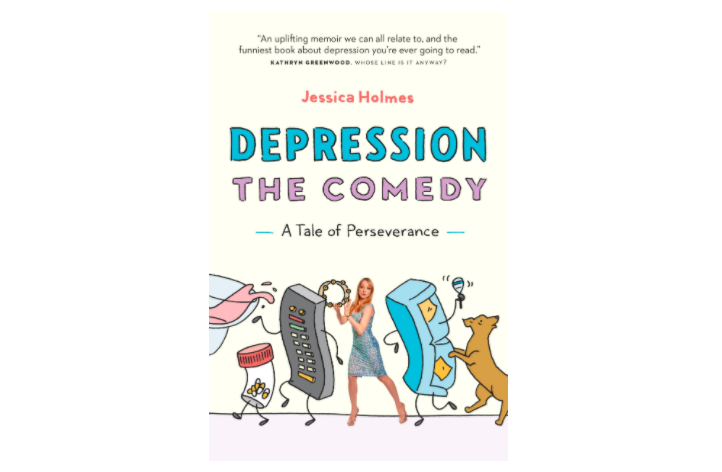 “An uplifting memoir we can all relate to, and the
funniest book about depression you're ever going to read.”
KATHRYN GREENWOOD, WHOSE LINE IS IT ANYWAY?
Jessica Holmes
DEPRESSION
THE COMEDY
A Tale of Perseverance